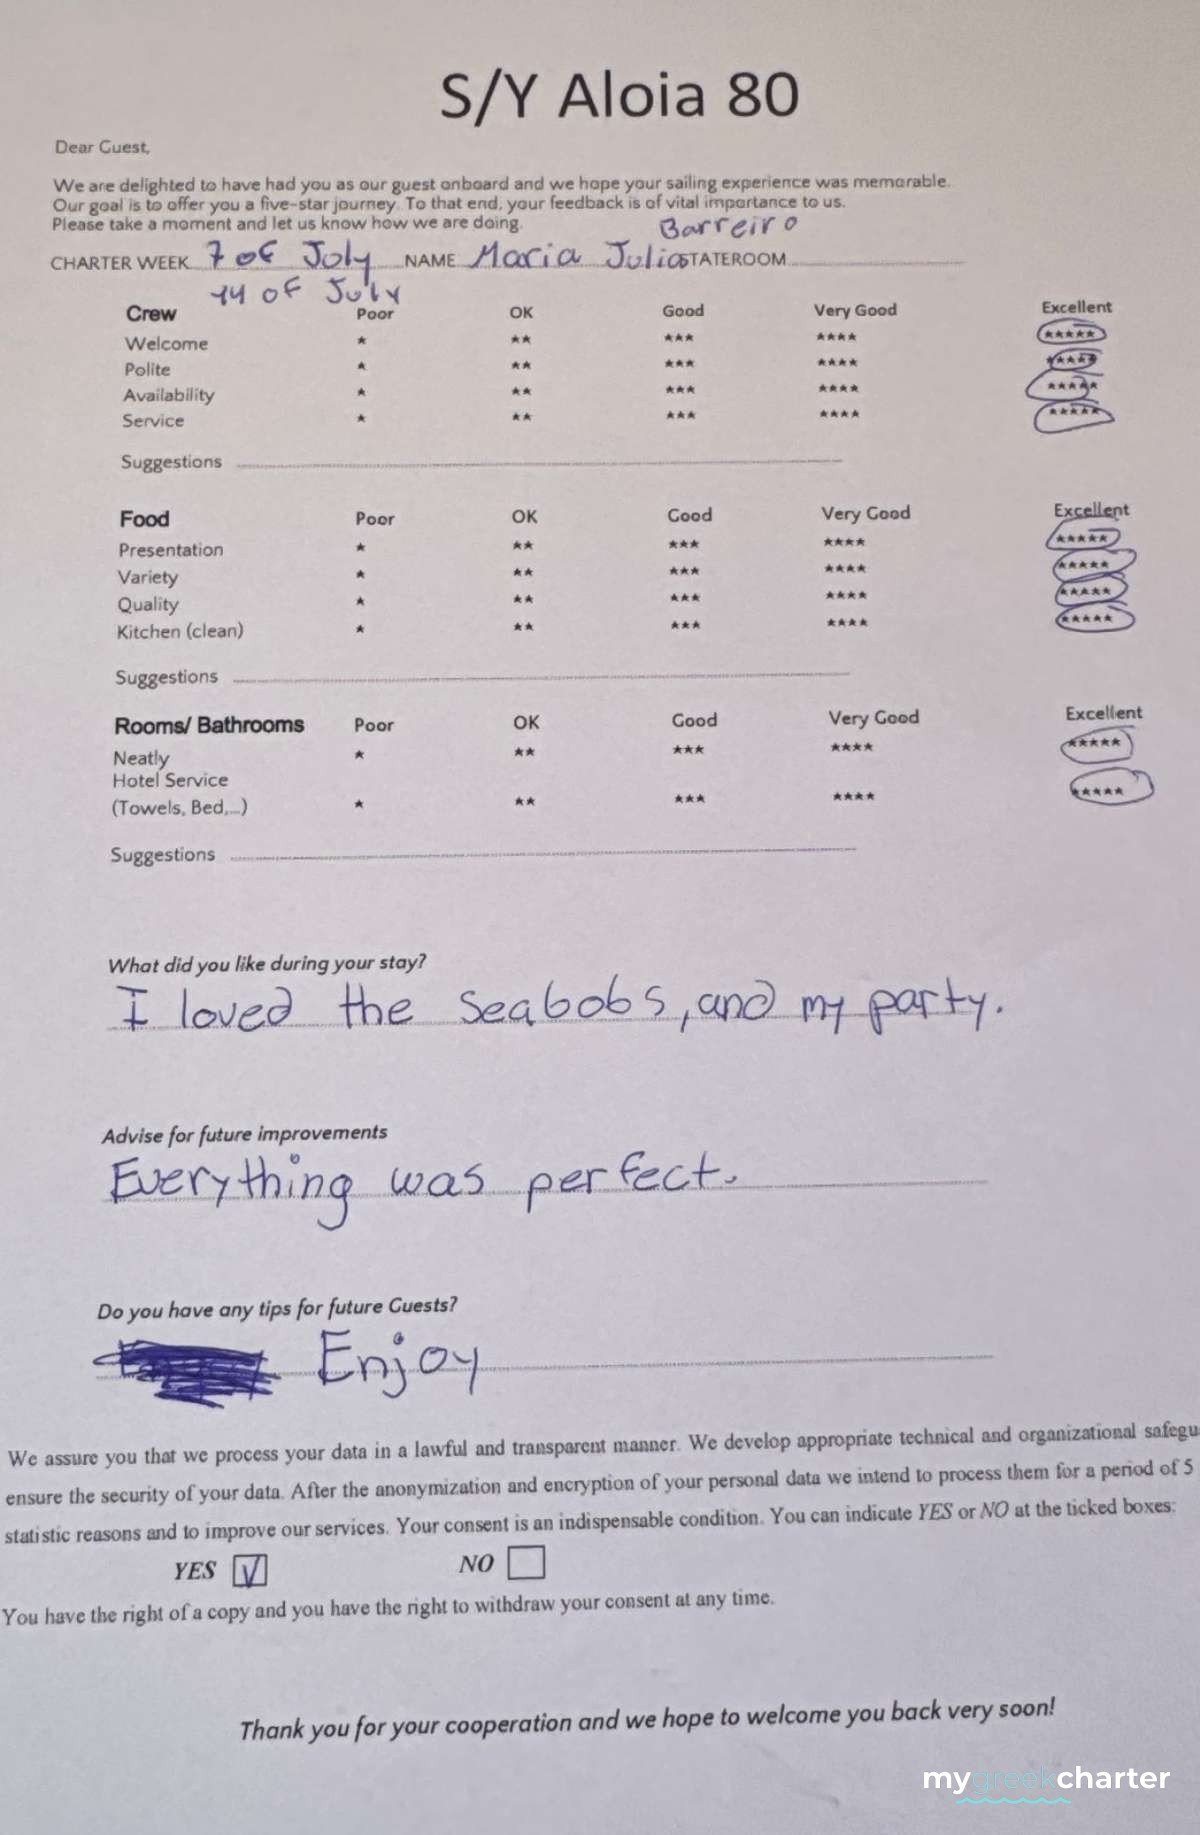 S/Y Aloia 80
Dear Guest,
We are delighted to have had you as our guest onboard and we hope your sailing experience was memorable.
Our goal is to offer you a five-star journey. To that end, your feedback is of vital importance to us.
Please take a moment and let us know how we are doing.
Barreiro
CHARTER WEEK 7 of July NAME Maria Julia STATEROOM
14 of July
Crew Poor OK Good Very Good Excellent
Welcome * ** *** **** *****
Polite * ** *** **** *****
Availability * ** *** **** *****
Service * ** *** **** *****
Suggestions
Food Poor OK Good Very Good Excellent
Presentation * ** *** **** *****
Variety * ** *** **** *****
Quality * ** *** **** *****
Kitchen (clean) * ** *** **** *****
Suggestions
Rooms/ Bathrooms Poor OK Good Very Good Excellent
Neatly * ** *** **** *****
Hotel Service
(Towels, Bed,...) * ** *** **** *****
Suggestions
What did you like during your stay?
I loved the seabobs, and my party.
Advise for future improvements
Everything was perfect.
Do you have any tips for future Guests?
Enjoy
We assure you that we process your data in a lawful and transparent manner. We develop appropriate technical and organizational safegu
ensure the security of your data. After the anonymization and encryption of your personal data we intend to process them for a period of 5
statistic reasons and to improve our services. Your consent is an indispensable condition. You can indicate YES or NO at the ticked boxes:
YES NO
You have the right of a copy and you have the right to withdraw your consent at any time.
Thank you for your cooperation and we hope to welcome you back very soon!
mygreekcharter